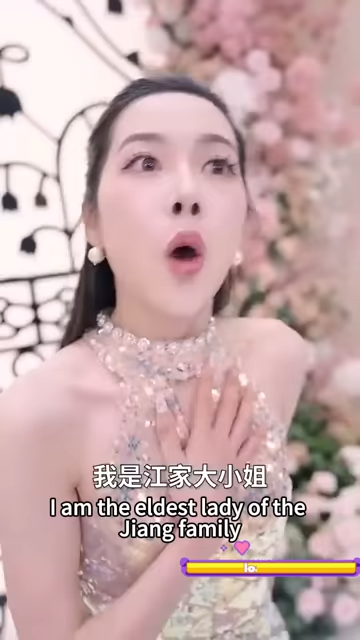 我是江家大小姐
I am the eldest lady of the
Jiang family